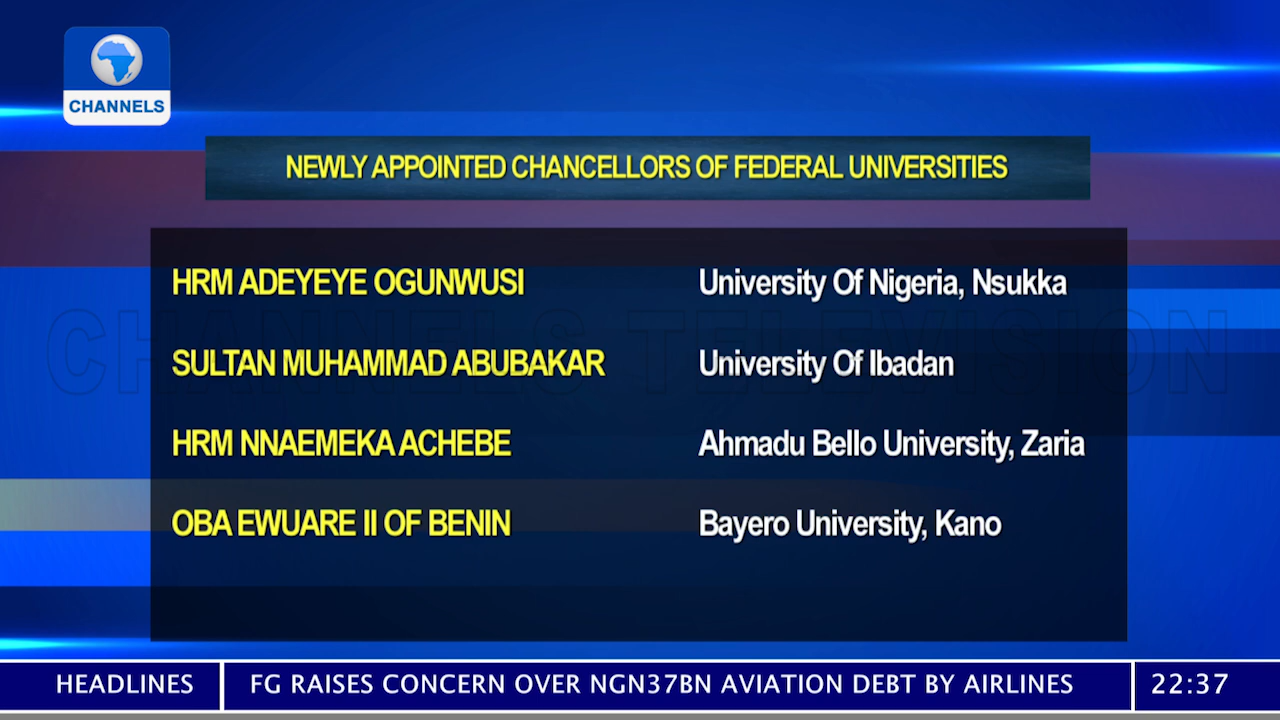 CHANNELS
NEWLY APPOINTED CHANCELLORS OF FEDERAL UNIVERSITIES
HRM ADEYEYE OGUNWUSI University Of Nigeria, Nsukka
CHANNELS TELEVISION
SULTAN MUHAMMAD ABUBAKAR University Of Ibadan
HRM NNAEMEKA ACHEBE Ahmadu Bello University, Zaria
OBA EWUARE II OF BENIN Bayero University, Kano
HEADLINES FG RAISES CONCERN OVER NGN37BN AVIATION DEBT BY AIRLINES 22:37